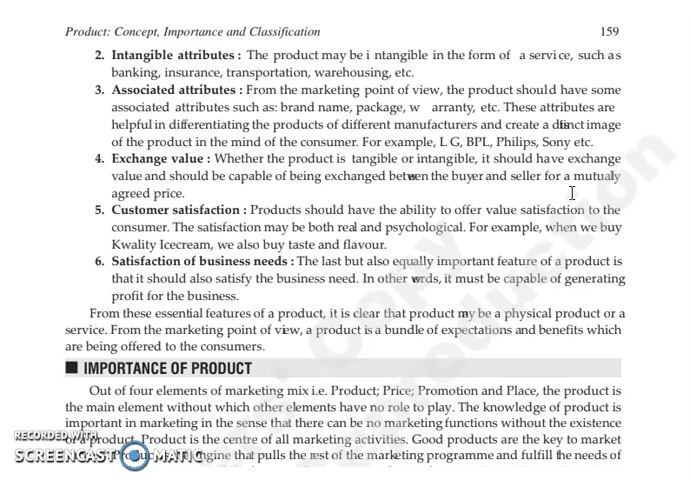 Product: Concept, Importance and Classification 159
2. Intangible attributes : The product may be intangible in the form of a service, such as
banking, insurance, transportation, warehousing, etc.
3. Associated attributes : From the marketing point of view, the product should have some
associated attributes such as: brand name, package, warranty, etc. These attributes are
helpful in differentiating the products of different manufacturers and create a distinct image
of the product in the mind of the consumer. For example, L G, BPL, Philips, Sony etc.
4. Exchange value : Whether the product is tangible or intangible, it should have exchange
value and should be capable of being exchanged between the buyer and seller for a mutualy
agreed price.
5. Customer satisfaction : Products should have the ability to offer value satisfaction to the
consumer. The satisfaction may be both real and psychological. For example, when we buy
Kwality Icecream, we also buy taste and flavour.
6. Satisfaction of business needs : The last but also equally important feature of a product is
that it should also satisfy the business need. In other words, it must be capable of generating
profit for the business.
From these essential features of a product, it is clear that product may be a physical product or a
service. From the marketing point of view, a product is a bundle of expectations and benefits which
are being offered to the consumers.
IMPORTANCE OF PRODUCT
Out of four elements of marketing mix i.e. Product; Price; Promotion and Place, the product is
the main element without which other elements have no role to play. The knowledge of product is
important in marketing in the sense that there can be no marketing functions without the existence
of a product. Product is the centre of all marketing activities. Good products are the key to market
engine that pulls the rest of the marketing programme and fulfill the needs of
RECORDED WITH
SCREENCAST MATIC